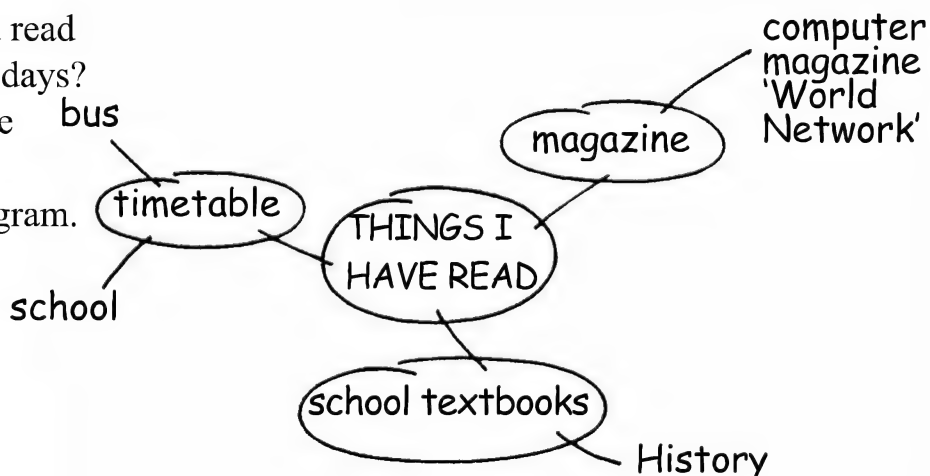 read
days?
e
gram.
bus
timetable
school
THINGS I
HAVE READ
magazine
computer
magazine
'World
Network'
school textbooks
History